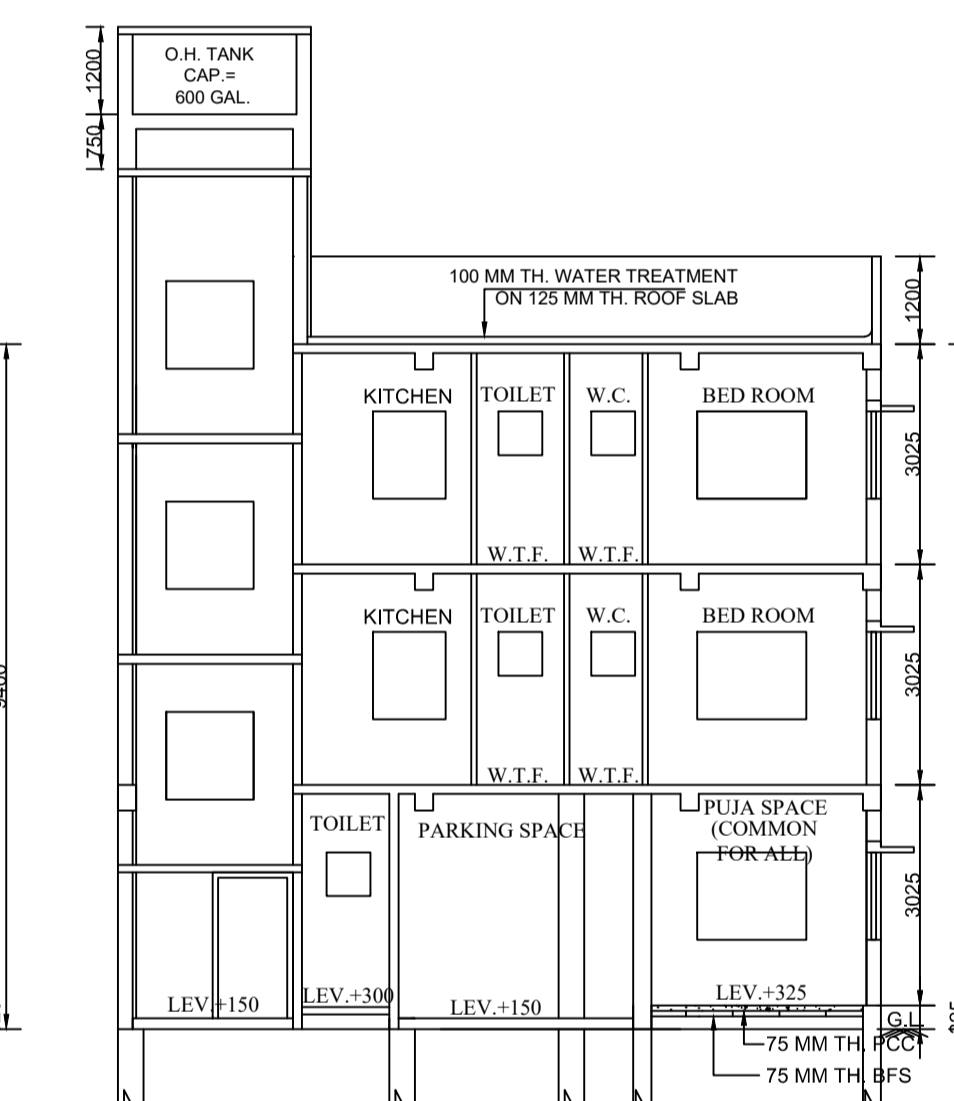 O.H. TANK
CAP.=
600 GAL.
1200
750
100 MM TH. WATER TREATMENT
ON 125 MM TH. ROOF SLAB
1200
KITCHEN TOILET W.C. BED ROOM
3025
W.T.F. W.T.F.
KITCHEN TOILET W.C. BED ROOM
3025
9400
W.T.F. W.T.F.
TOILET PARKING SPACE
PUJA SPACE
(COMMON
FOR ALL)
3025
LEV.+150 LEV.+300 LEV.+150 LEV.+325
G.L
75 MM TH. PCC
75 MM TH. BFS